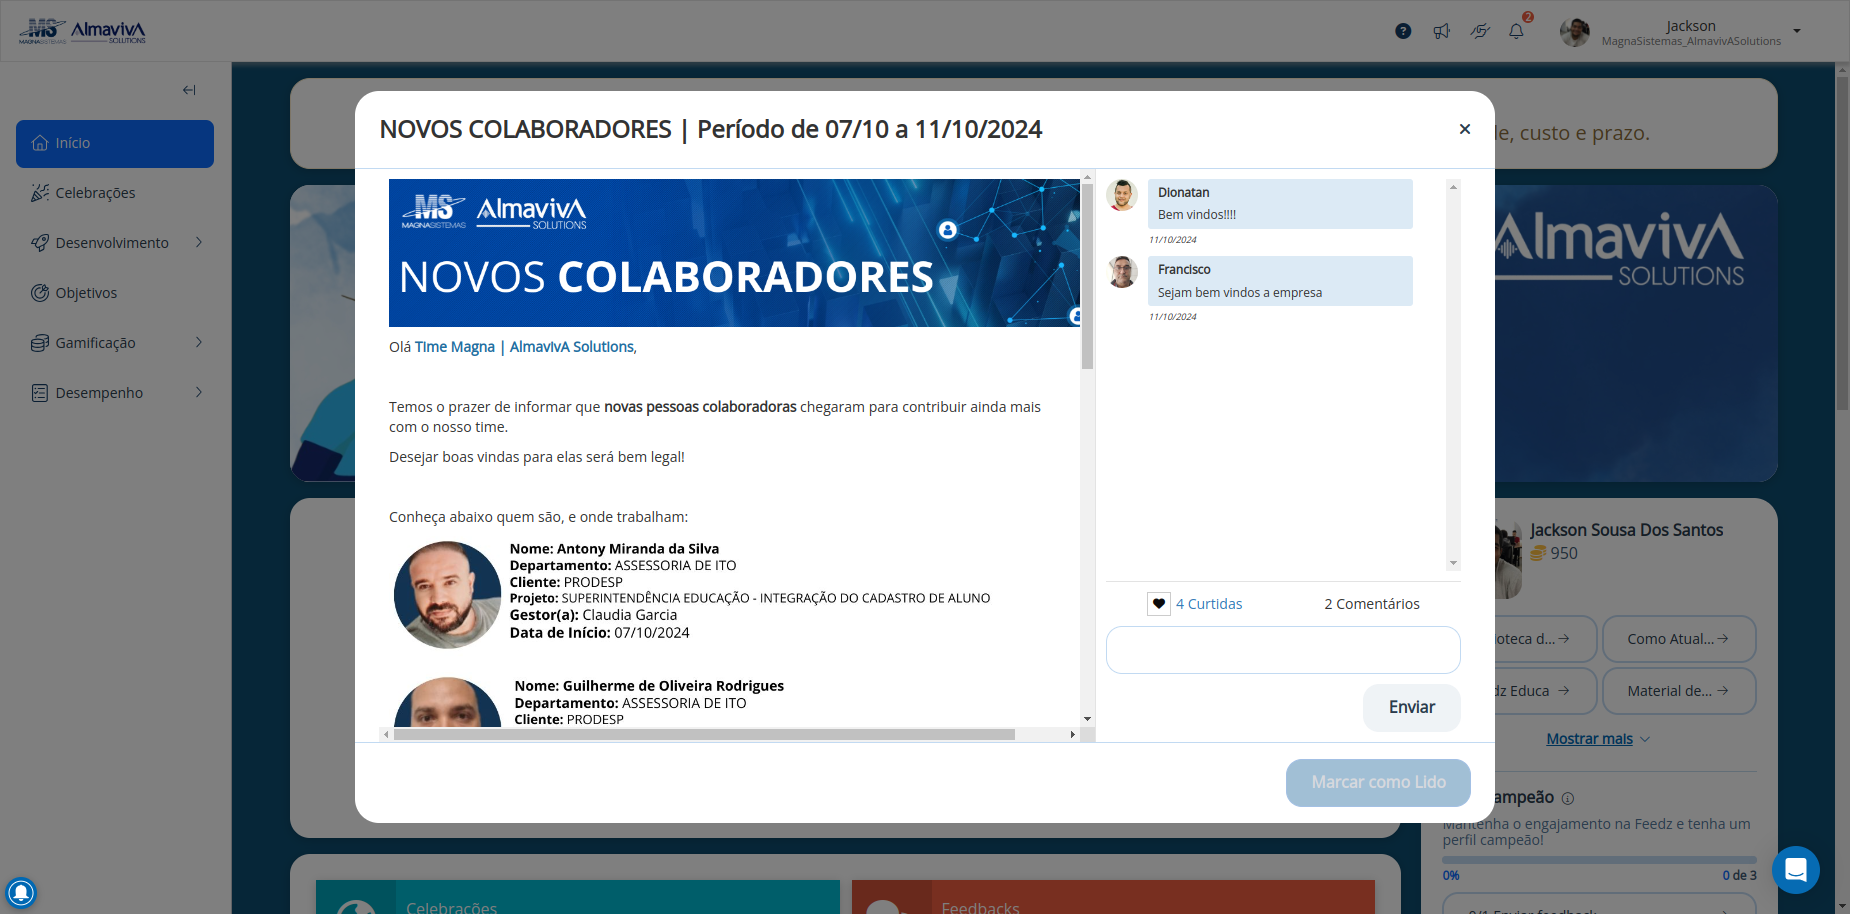 MS
MAGNASISTEMAS
AlmavivA
SOLUTIONS
2
Jackson
MagnaSistemas_AlmavivASolutions
Início
Celebrações
Desenvolvimento
Objetivos
Gamificação
Desempenho
NOVOS COLABORADORES | Período de 07/10 a 11/10/2024
×
de, custo e prazo.
MS
MAGNASISTEMAS
AlmavivA
SOLUTIONS
NOVOS COLABORADORES
Olá Time Magna | AlmavivA Solutions,
Temos o prazer de informar que novas pessoas colaboradoras chegaram para contribuir ainda mais
com o nosso time.
Desejar boas vindas para elas será bem legal!
Conheça abaixo quem são, e onde trabalham:
Nome: Antony Miranda da Silva
Departamento: ASSESSORIA DE ITO
Cliente: PRODESP
Projeto: SUPERINTENDÊNCIA EDUCAÇÃO - INTEGRAÇÃO DO CADASTRO DE ALUNO
Gestor(a): Claudia Garcia
Data de Início: 07/10/2024
Nome: Guilherme de Oliveira Rodrigues
Departamento: ASSESSORIA DE ITO
Cliente: PRODESP
Dionatan
Bem vindos!!!!
11/10/2024
Francisco
Sejam bem vindos a empresa
11/10/2024
4 Curtidas
2 Comentários
Enviar
Marcar como Lido
AlmavivA
SOLUTIONS
Jackson Sousa Dos Santos
950
ioteca d...
Como Atual...
dz Educa
Material de...
Mostrar mais
ampeão
Mantenha o engajamento na Feedz e tenha um
perfil campeão!
0%
0 de 3
0/1 Enviar feedback
Celebrações
Feedbacks